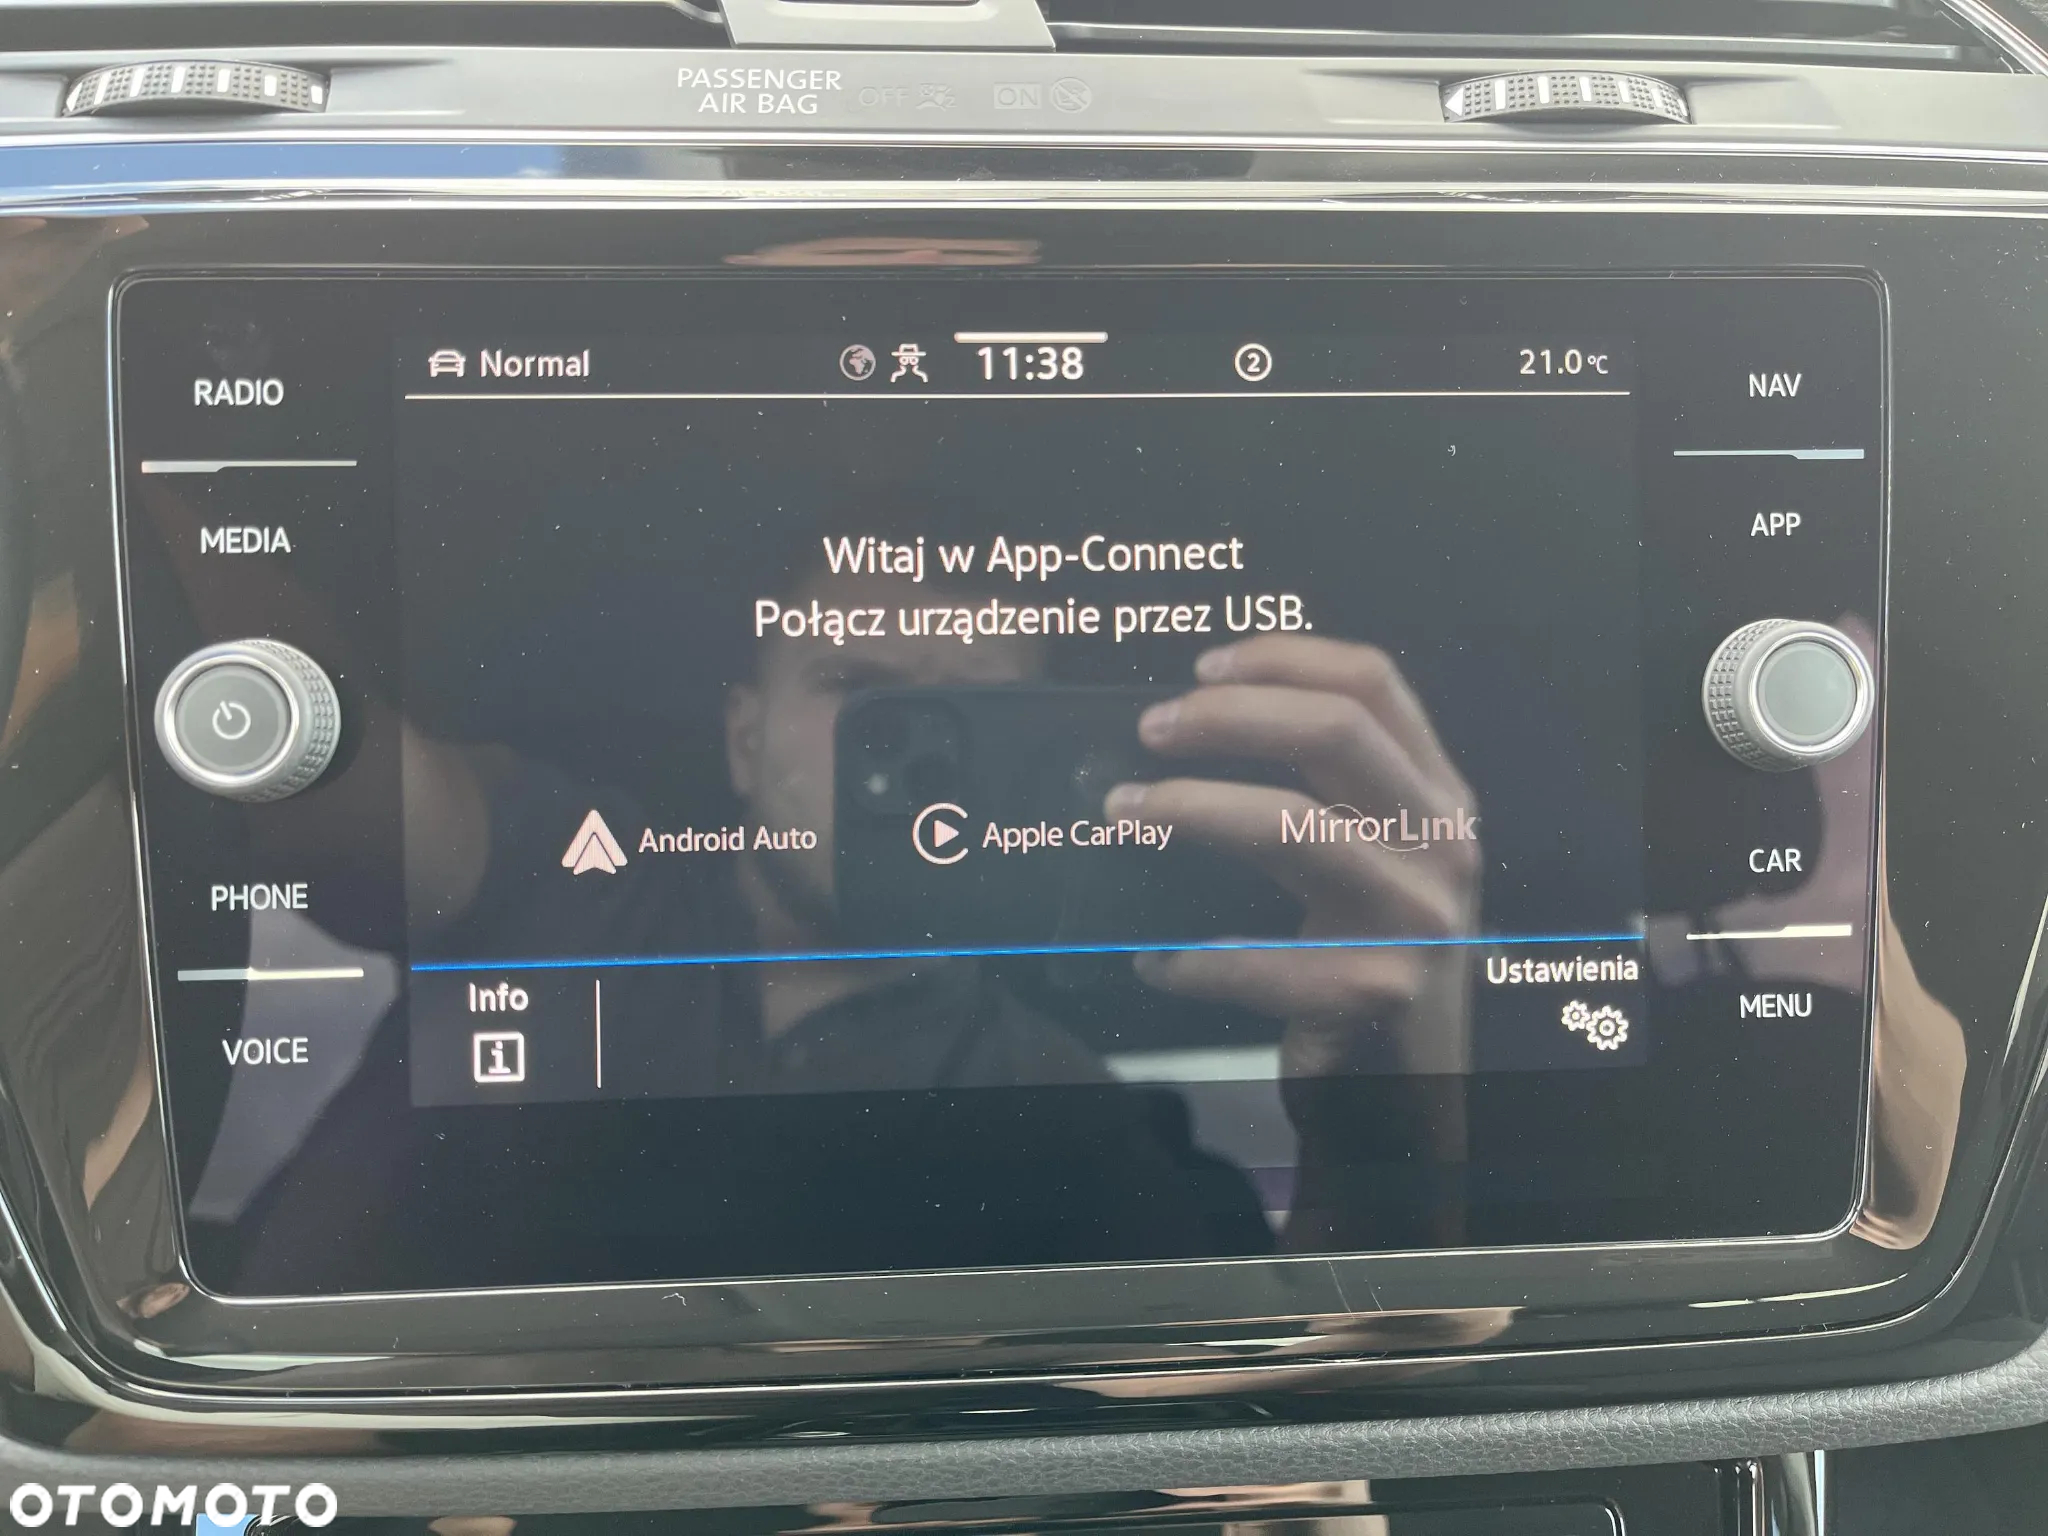 PASSENGER
AIR BAG OFF ON
Normal 11:38 2 21.0°C
RADIO
MEDIA
PHONE
VOICE
Witaj w App-Connect
Połącz urządzenie przez USB.
Android Auto Apple CarPlay MirrorLink
Info Ustawienia
NAV
APP
CAR
MENU
OTOMOTO